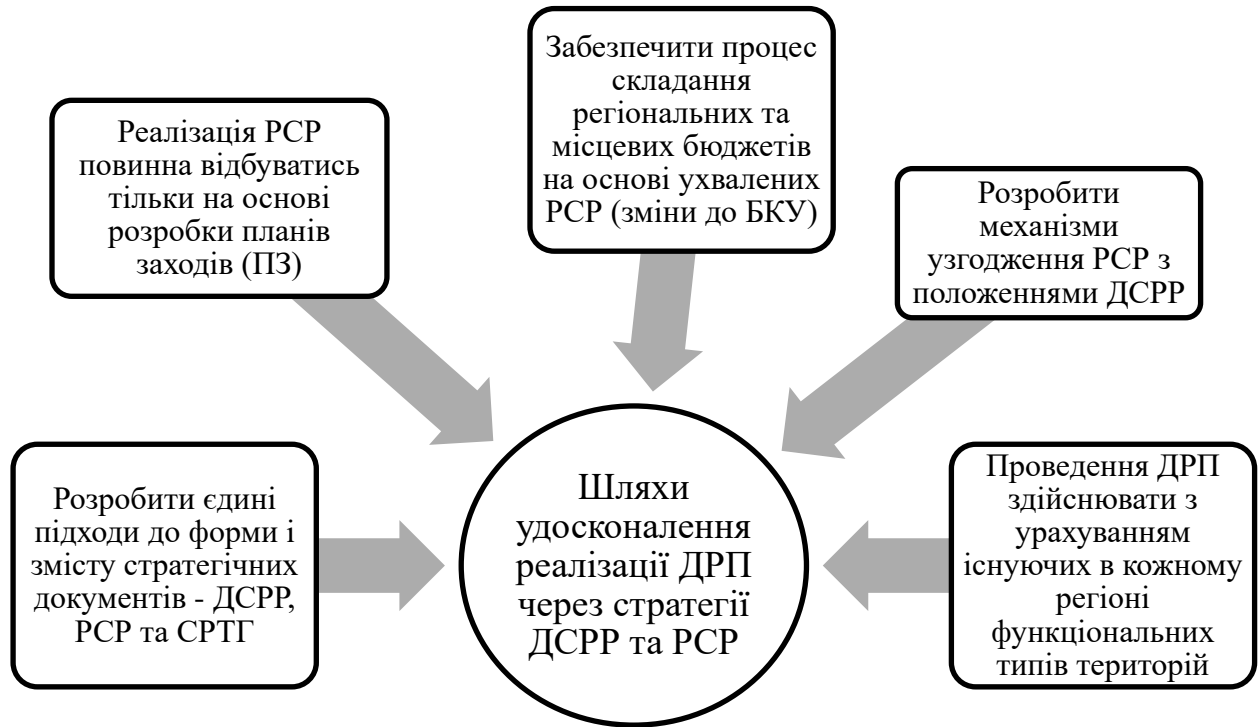 Реалізація РСР
повинна відбуватись
тільки на основі
розробки планів
заходів (ПЗ)
Забезпечити процес
складання
регіональних та
місцевих бюджетів
на основі ухвалених
РСР (зміни до БКУ)
Розробити
механізми
узгодження РСР з
положеннями ДСРР
Розробити єдині
підходи до форми і
змісту стратегічних
документів - ДСРР,
РСР та СРТГ
Шляхи
удосконалення
реалізації ДРП
через стратегії
ДСРР та РСР
Проведення ДРП
здійснювати з
урахуванням
існуючих в кожному
регіоні
функціональних
типів територій